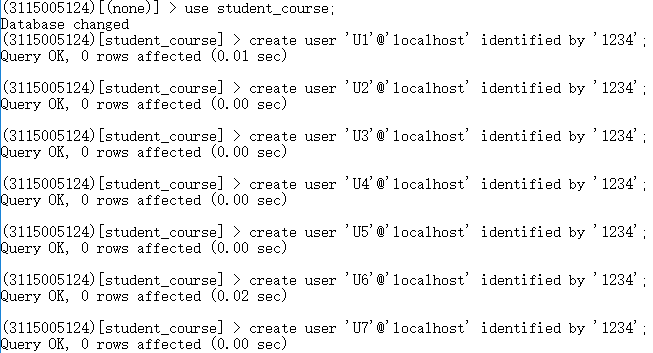 (3115005124)[(none)] > use student_course;
Database changed
(3115005124)[student_course] > create user 'U1'@'localhost' identified by '1234';
Query OK, 0 rows affected (0.01 sec)
(3115005124)[student_course] > create user 'U2'@'localhost' identified by '1234';
Query OK, 0 rows affected (0.00 sec)
(3115005124)[student_course] > create user 'U3'@'localhost' identified by '1234';
Query OK, 0 rows affected (0.00 sec)
(3115005124)[student_course] > create user 'U4'@'localhost' identified by '1234';
Query OK, 0 rows affected (0.00 sec)
(3115005124)[student_course] > create user 'U5'@'localhost' identified by '1234';
Query OK, 0 rows affected (0.00 sec)
(3115005124)[student_course] > create user 'U6'@'localhost' identified by '1234';
Query OK, 0 rows affected (0.02 sec)
(3115005124)[student_course] > create user 'U7'@'localhost' identified by '1234';
Query OK, 0 rows affected (0.00 sec)